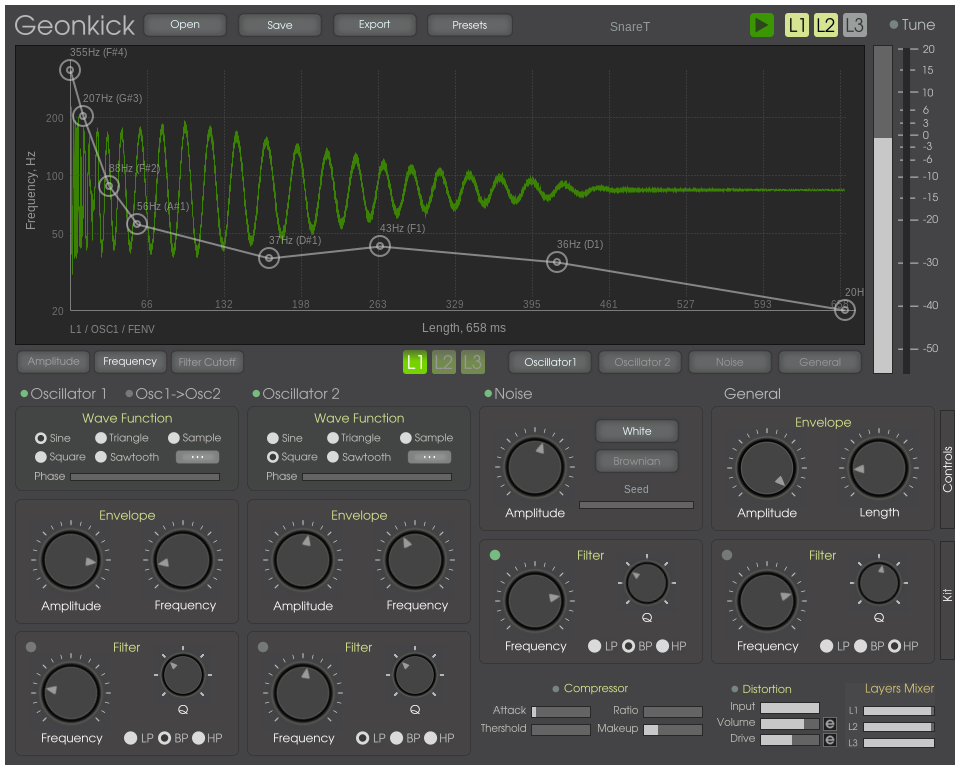 Geonkick Open Save Export Presets SnareT L1 L2 L3 Tune
355Hz (F#4)
207Hz (G#3)
88Hz (F#2)
56Hz (A#1)
37Hz (D#1)
43Hz (F1)
36Hz (D1)
20H
Frequency, Hz
200
100
50
20
66 132 198 263 329 395 461 527 593 658
L1 / OSC1 / FENV Length, 658 ms
20
15
10
6
3
0
-3
-6
-10
-15
-20
-30
-40
-50
Amplitude Frequency Filter Cutoff L1 L2 L3 Oscillator1 Oscillator 2 Noise General
Oscillator 1 Osc1->Osc2 Oscillator 2 Noise General
Wave Function
Sine Triangle Sample
Square Sawtooth ...
Phase
Envelope
Amplitude Frequency
Filter
Q
Frequency LP BP HP
Wave Function
Sine Triangle Sample
Square Sawtooth ...
Phase
Envelope
Amplitude Frequency
Filter
Q
Frequency LP BP HP
White
Brownian
Seed
Amplitude
Filter
Q
Frequency LP BP HP
Envelope
Amplitude Length
Filter
Q
Frequency LP BP HP
Controls
Kit
Compressor
Attack Ratio
Thershold Makeup
Distortion
Input
Volume e
Drive e
Layers Mixer
L1
L2
L3